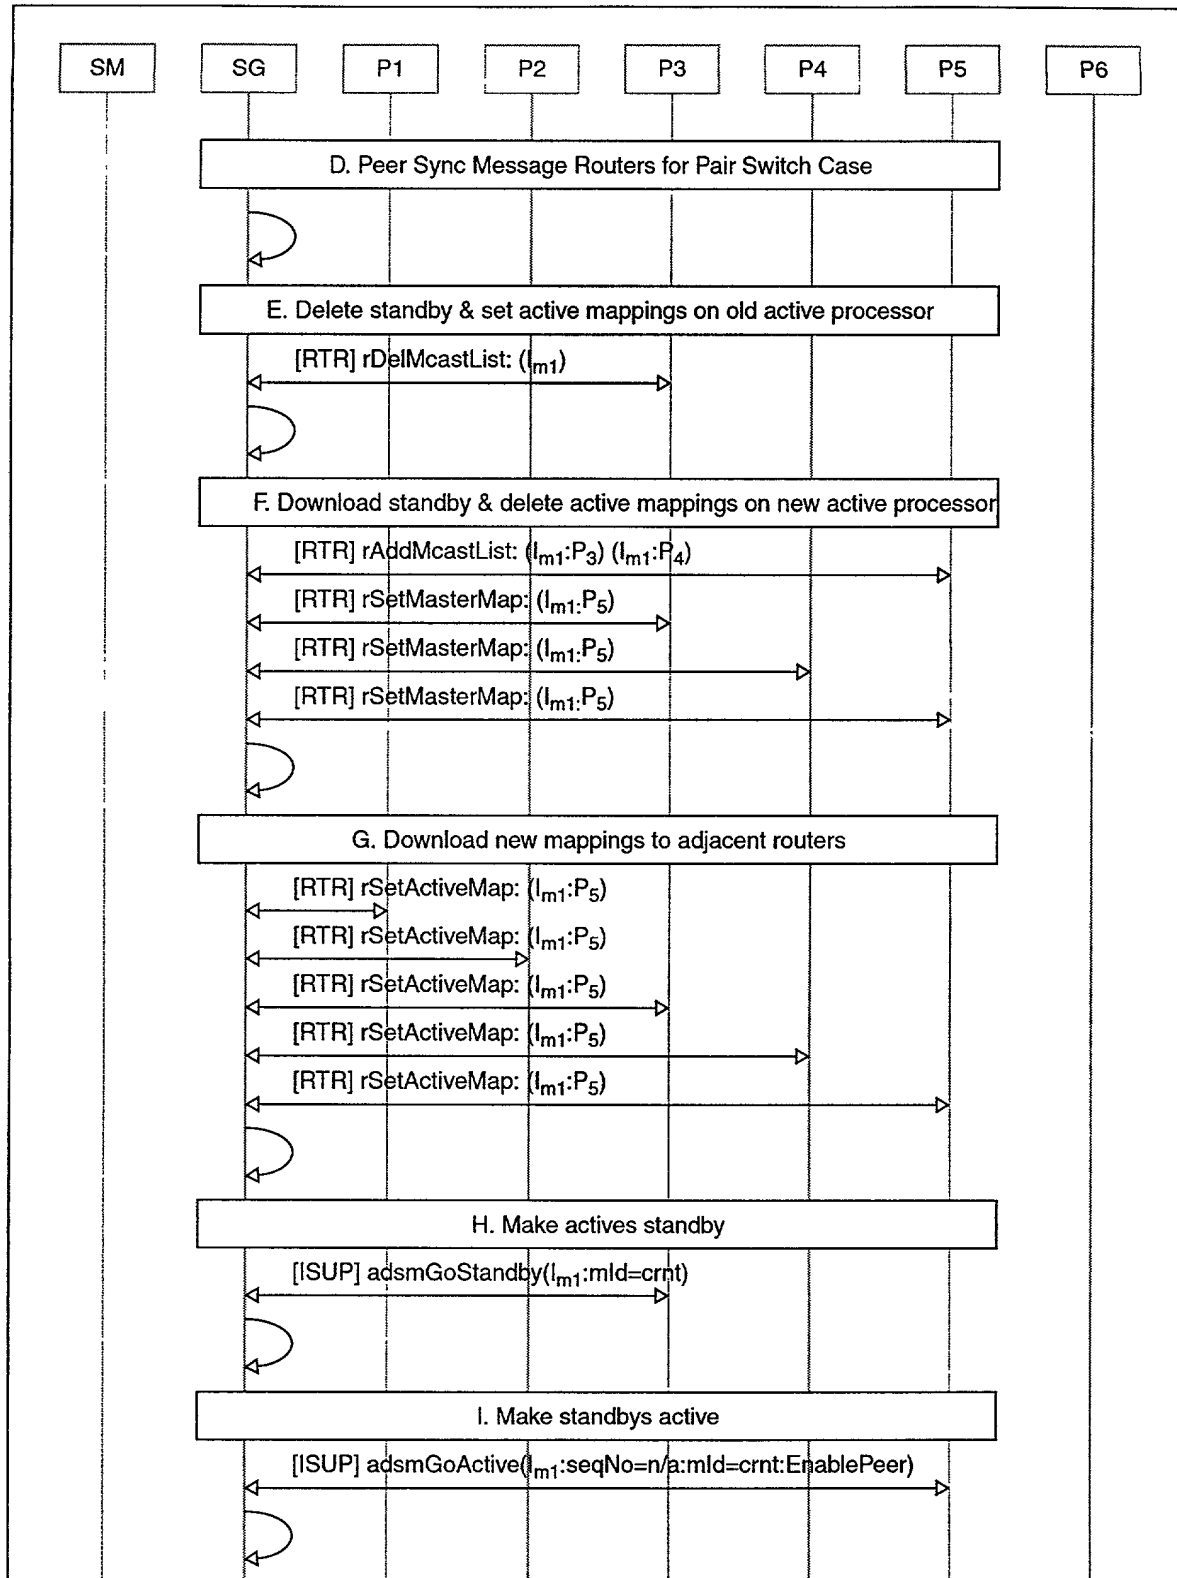 SM SG P1 P2 P3 P4 P5 P6
D. Peer Sync Message Routers for Pair Switch Case
E. Delete standby & set active mappings on old active processor
[RTR] rDelMcastList: (Im1)
F. Download standby & delete active mappings on new active processor
[RTR] rAddMcastList: (Im1:P3) (Im1:P4)
[RTR] rSetMasterMap: (Im1:P5)
[RTR] rSetMasterMap: (Im1:P5)
[RTR] rSetMasterMap: (Im1:P5)
G. Download new mappings to adjacent routers
[RTR] rSetActiveMap: (Im1:P5)
[RTR] rSetActiveMap: (Im1:P5)
[RTR] rSetActiveMap: (Im1:P5)
[RTR] rSetActiveMap: (Im1:P5)
[RTR] rSetActiveMap: (Im1:P5)
H. Make actives standby
[ISUP] adsmGoStandby(Im1:mId=crnt)
I. Make standbys active
[ISUP] adsmGoActive(Im1:seqNo=n/a:mId=crnt:EnablePeer)